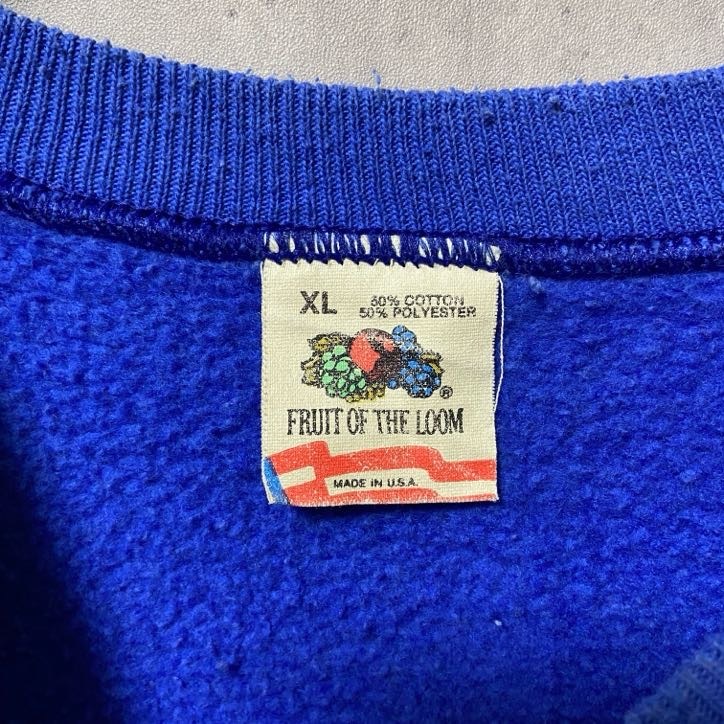 XL
50% COTTON
50% POLYESTER
®
FRUIT OF THE LOOM
MADE IN U.S.A.